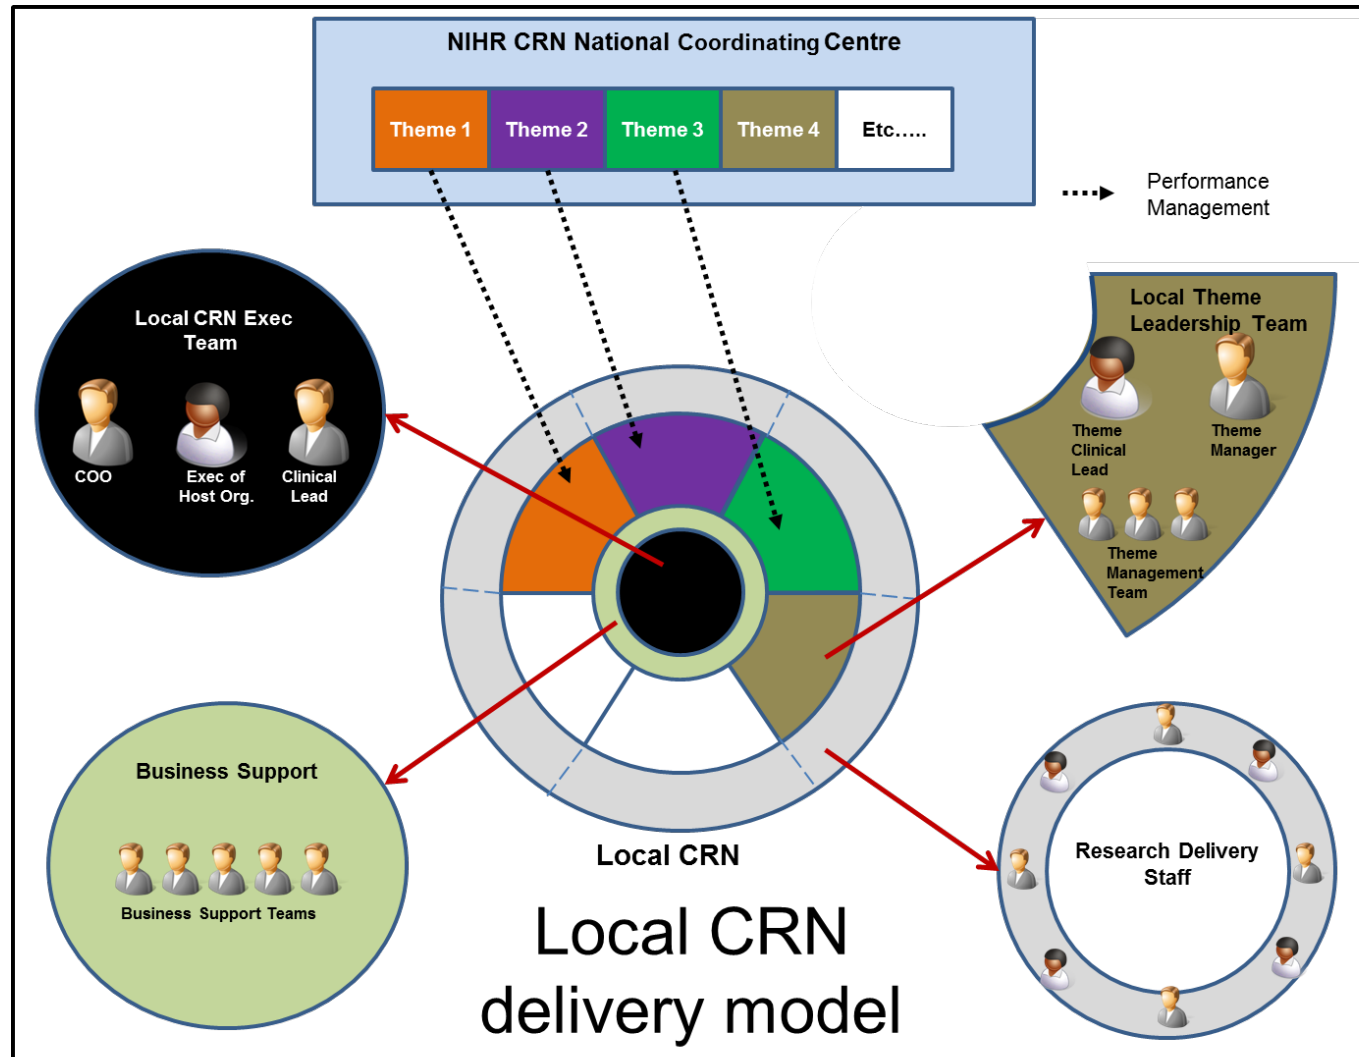 NIHR CRN National Coordinating Centre
Theme 1
Theme 2
Theme 3
Theme 4
Etc.....
Performance
Management
Local CRN Exec
Team
COO
Exec of
Host Org.
Clinical
Lead
Local Theme
Leadership Team
Theme
Clinical
Lead
Theme
Manager
Theme
Management
Team
Business Support
Business Support Teams
Local CRN
Research Delivery
Staff
Local CRN
delivery model